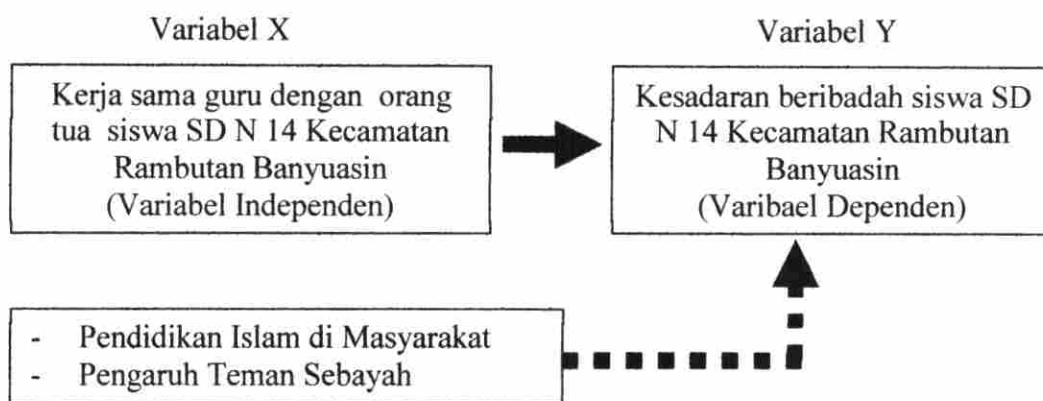 Variabel X
Kerja sama guru dengan orang
tua siswa SD N 14 Kecamatan
Rambutan Banyuasin
(Variabel Independen)
Variabel Y
Kesadaran beribadah siswa SD
N 14 Kecamatan Rambutan
Banyuasin
(Varibael Dependen)
- Pendidikan Islam di Masyarakat
- Pengaruh Teman Sebayah